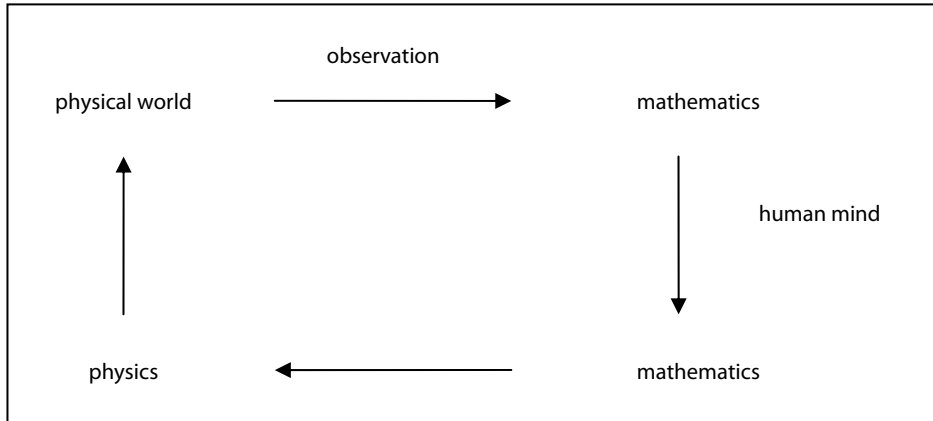 observation
physical world
mathematics
human mind
physics
mathematics